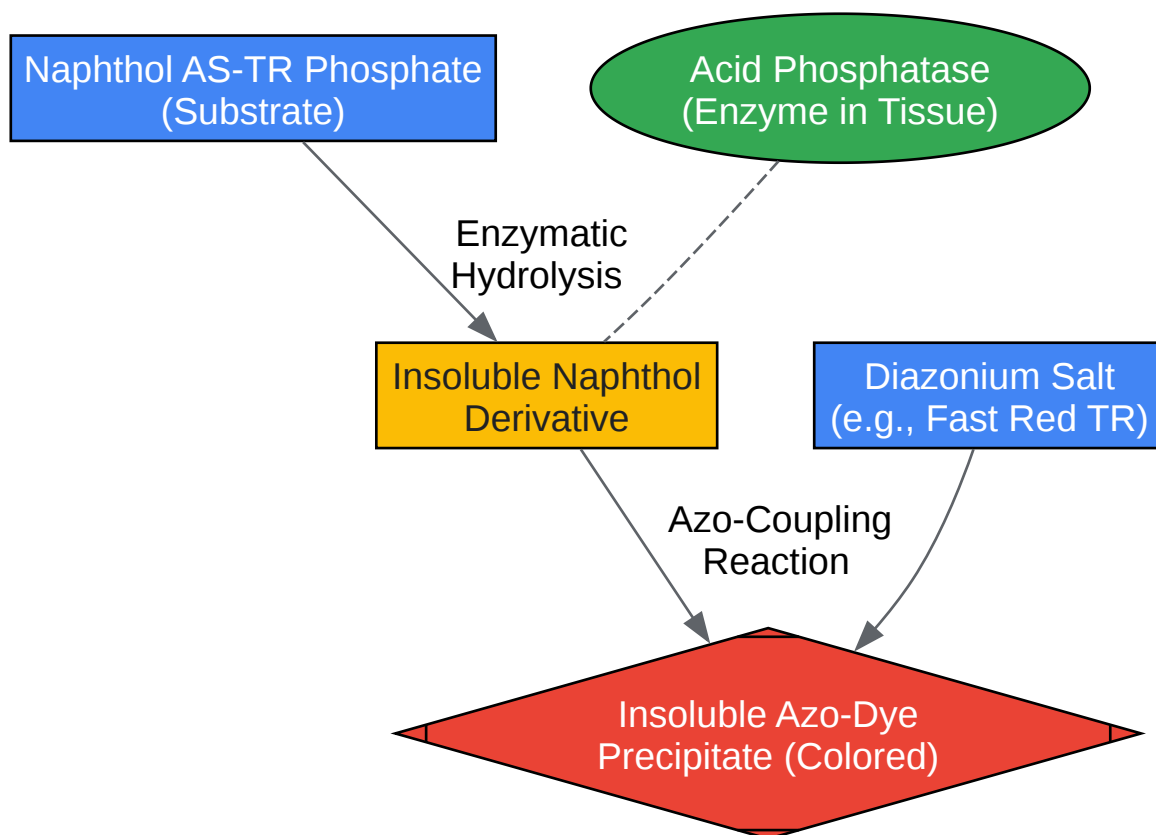 Naphthol AS-TR Phosphate
(Substrate)
Acid Phosphatase
(Enzyme in Tissue)
Enzymatic
Hydrolysis
Insoluble Naphthol
Derivative
Diazonium Salt
(e.g., Fast Red TR)
Azo-Coupling
Reaction
Insoluble Azo-Dye
Precipitate (Colored)